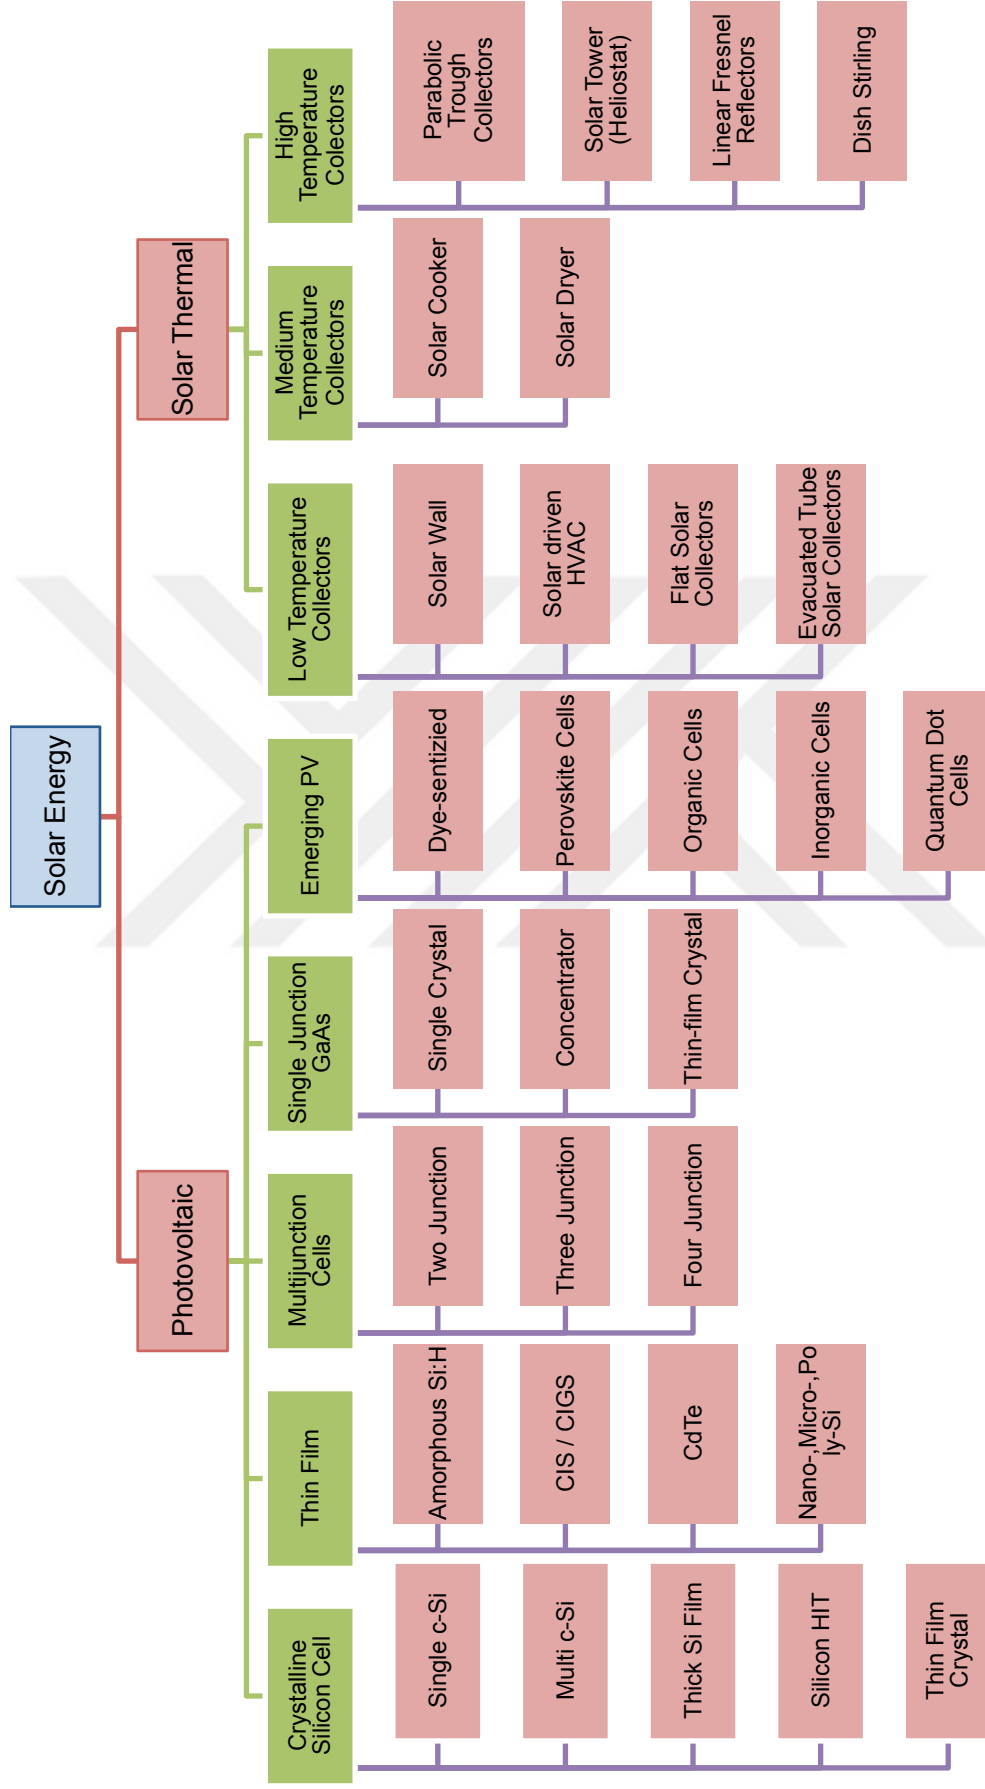 Solar Energy
Photovoltaic
Solar Thermal
Crystalline
Silicon Cell
Thin Film
Multijunction
Cells
Single Junction
GaAs
Emerging PV
Low Temperature
Collectors
Medium
Temperature
Collectors
High
Temperature
Colectors
Single c-Si
Multi c-Si
Thick Si Film
Silicon HIT
Thin Film
Crystal
Amorphous Si:H
CIS / CIGS
CdTe
Nano-,Micro-,Po
ly-Si
Two Junction
Three Junction
Four Junction
Single Crystal
Concentrator
Thin-film Crystal
Dye-sentizied
Perovskite Cells
Organic Cells
Inorganic Cells
Quantum Dot
Cells
Solar Wall
Solar driven
HVAC
Flat Solar
Collectors
Evacuated Tube
Solar Collectors
Solar Cooker
Solar Dryer
Parabolic
Trough
Collectors
Solar Tower
(Heliostat)
Linear Fresnel
Reflectors
Dish Stirling